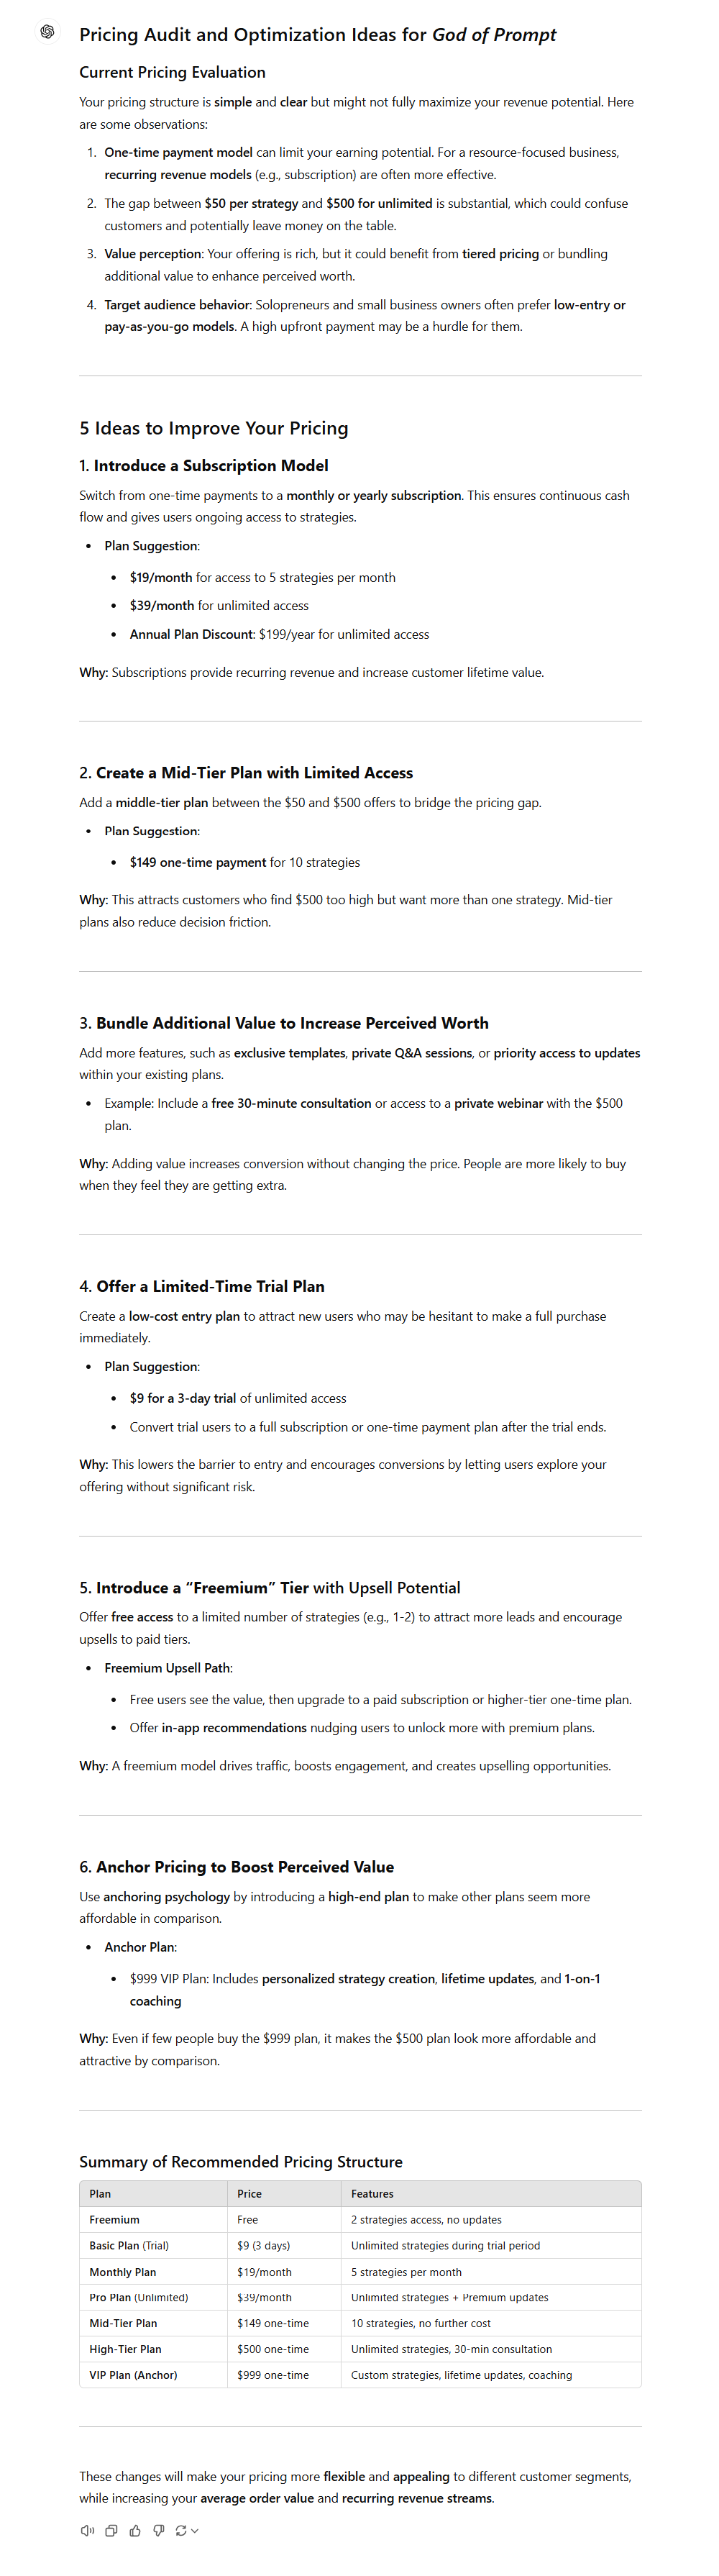 Pricing Audit and Optimization Ideas for God of Prompt
Current Pricing Evaluation
Your pricing structure is simple and clear but might not fully maximize your revenue potential. Here
are some observations:
1. One-time payment model can limit your earning potential. For a resource-focused business,
recurring revenue models (e.g., subscription) are often more effective.
2. The gap between $50 per strategy and $500 for unlimited is substantial, which could confuse
customers and potentially leave money on the table.
3. Value perception: Your offering is rich, but it could benefit from tiered pricing or bundling
additional value to enhance perceived worth.
4. Target audience behavior: Solopreneurs and small business owners often prefer low-entry or
pay-as-you-go models. A high upfront payment may be a hurdle for them.
5 Ideas to Improve Your Pricing
1. Introduce a Subscription Model
Switch from one-time payments to a monthly or yearly subscription. This ensures continuous cash
flow and gives users ongoing access to strategies.
• Plan Suggestion:
• $19/month for access to 5 strategies per month
• $39/month for unlimited access
• Annual Plan Discount: $199/year for unlimited access
Why: Subscriptions provide recurring revenue and increase customer lifetime value.
2. Create a Mid-Tier Plan with Limited Access
Add a middle-tier plan between the $50 and $500 offers to bridge the pricing gap.
• Plan Suggestion:
• $149 one-time payment for 10 strategies
Why: This attracts customers who find $500 too high but want more than one strategy. Mid-tier
plans also reduce decision friction.
3. Bundle Additional Value to Increase Perceived Worth
Add more features, such as exclusive templates, private Q&A sessions, or priority access to updates
within your existing plans.
• Example: Include a free 30-minute consultation or access to a private webinar with the $500
plan.
Why: Adding value increases conversion without changing the price. People are more likely to buy
when they feel they are getting extra.
4. Offer a Limited-Time Trial Plan
Create a low-cost entry plan to attract new users who may be hesitant to make a full purchase
immediately.
• Plan Suggestion:
• $9 for a 3-day trial of unlimited access
• Convert trial users to a full subscription or one-time payment plan after the trial ends.
Why: This lowers the barrier to entry and encourages conversions by letting users explore your
offering without significant risk.
5. Introduce a “Freemium” Tier with Upsell Potential
Offer free access to a limited number of strategies (e.g., 1-2) to attract more leads and encourage
upsells to paid tiers.
• Freemium Upsell Path:
• Free users see the value, then upgrade to a paid subscription or higher-tier one-time plan.
• Offer in-app recommendations nudging users to unlock more with premium plans.
Why: A freemium model drives traffic, boosts engagement, and creates upselling opportunities.
6. Anchor Pricing to Boost Perceived Value
Use anchoring psychology by introducing a high-end plan to make other plans seem more
affordable in comparison.
• Anchor Plan:
• $999 VIP Plan: Includes personalized strategy creation, lifetime updates, and 1-on-1
coaching
Why: Even if few people buy the $999 plan, it makes the $500 plan look more affordable and
attractive by comparison.
Summary of Recommended Pricing Structure
Plan Price Features
Freemium Free 2 strategies access, no updates
Basic Plan (Trial) $9 (3 days) Unlimited strategies during trial period
Monthly Plan $19/month 5 strategies per month
Pro Plan (Unlimited) $39/month Unlimited strategies + Premium updates
Mid-Tier Plan $149 one-time 10 strategies, no further cost
High-Tier Plan $500 one-time Unlimited strategies, 30-min consultation
VIP Plan (Anchor) $999 one-time Custom strategies, lifetime updates, coaching
These changes will make your pricing more flexible and appealing to different customer segments,
while increasing your average order value and recurring revenue streams.